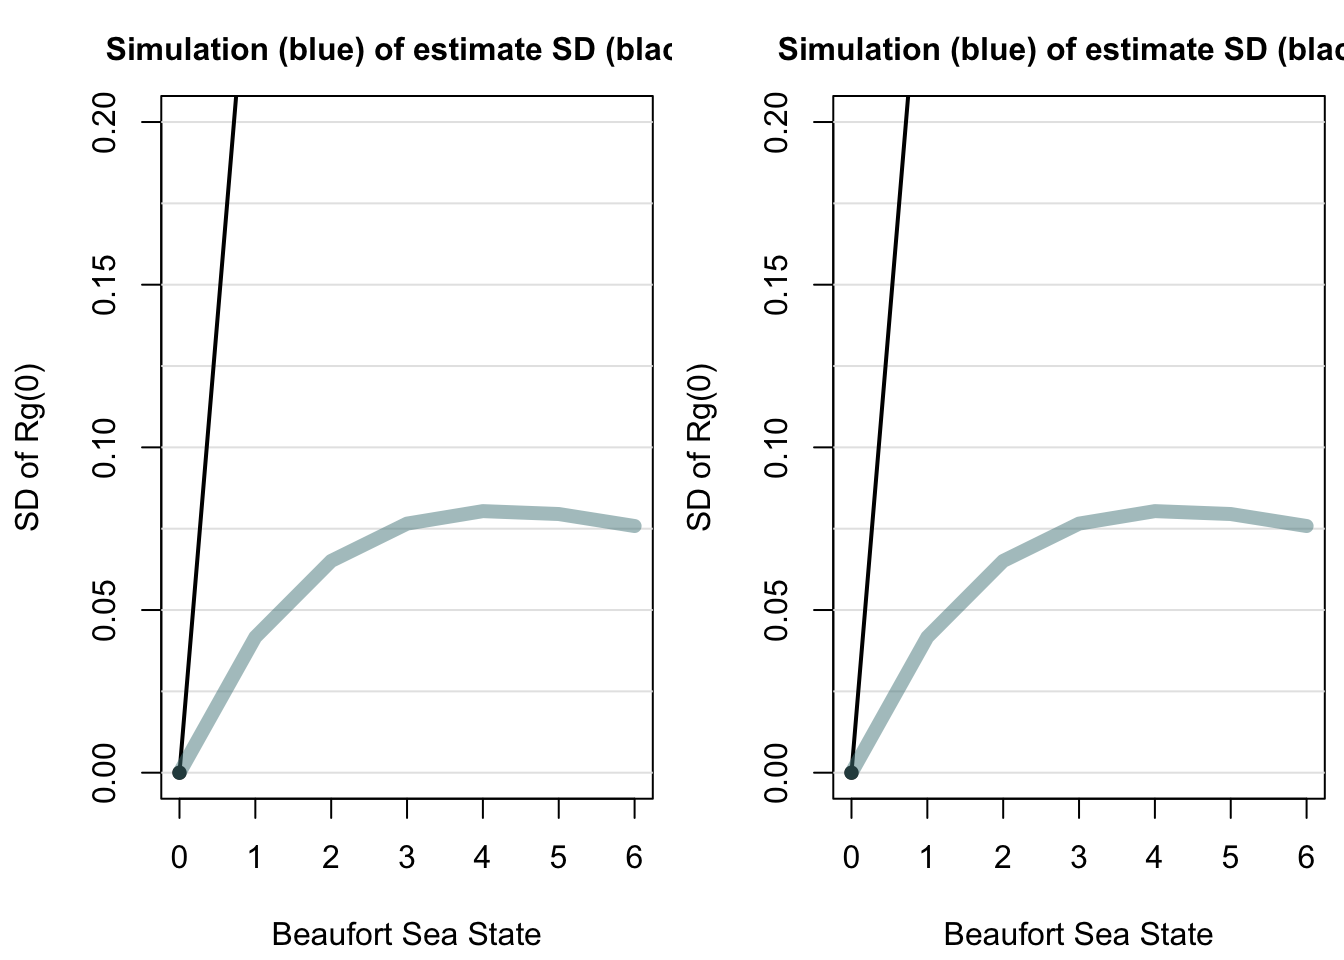 Simulation (blue) of estimate SD (blac
SD of Rg(0)
0.20
0.15
0.10
0.05
0.00
0 1 2 3 4 5 6
Beaufort Sea State
Simulation (blue) of estimate SD (blac
SD of Rg(0)
0.20
0.15
0.10
0.05
0.00
0 1 2 3 4 5 6
Beaufort Sea State